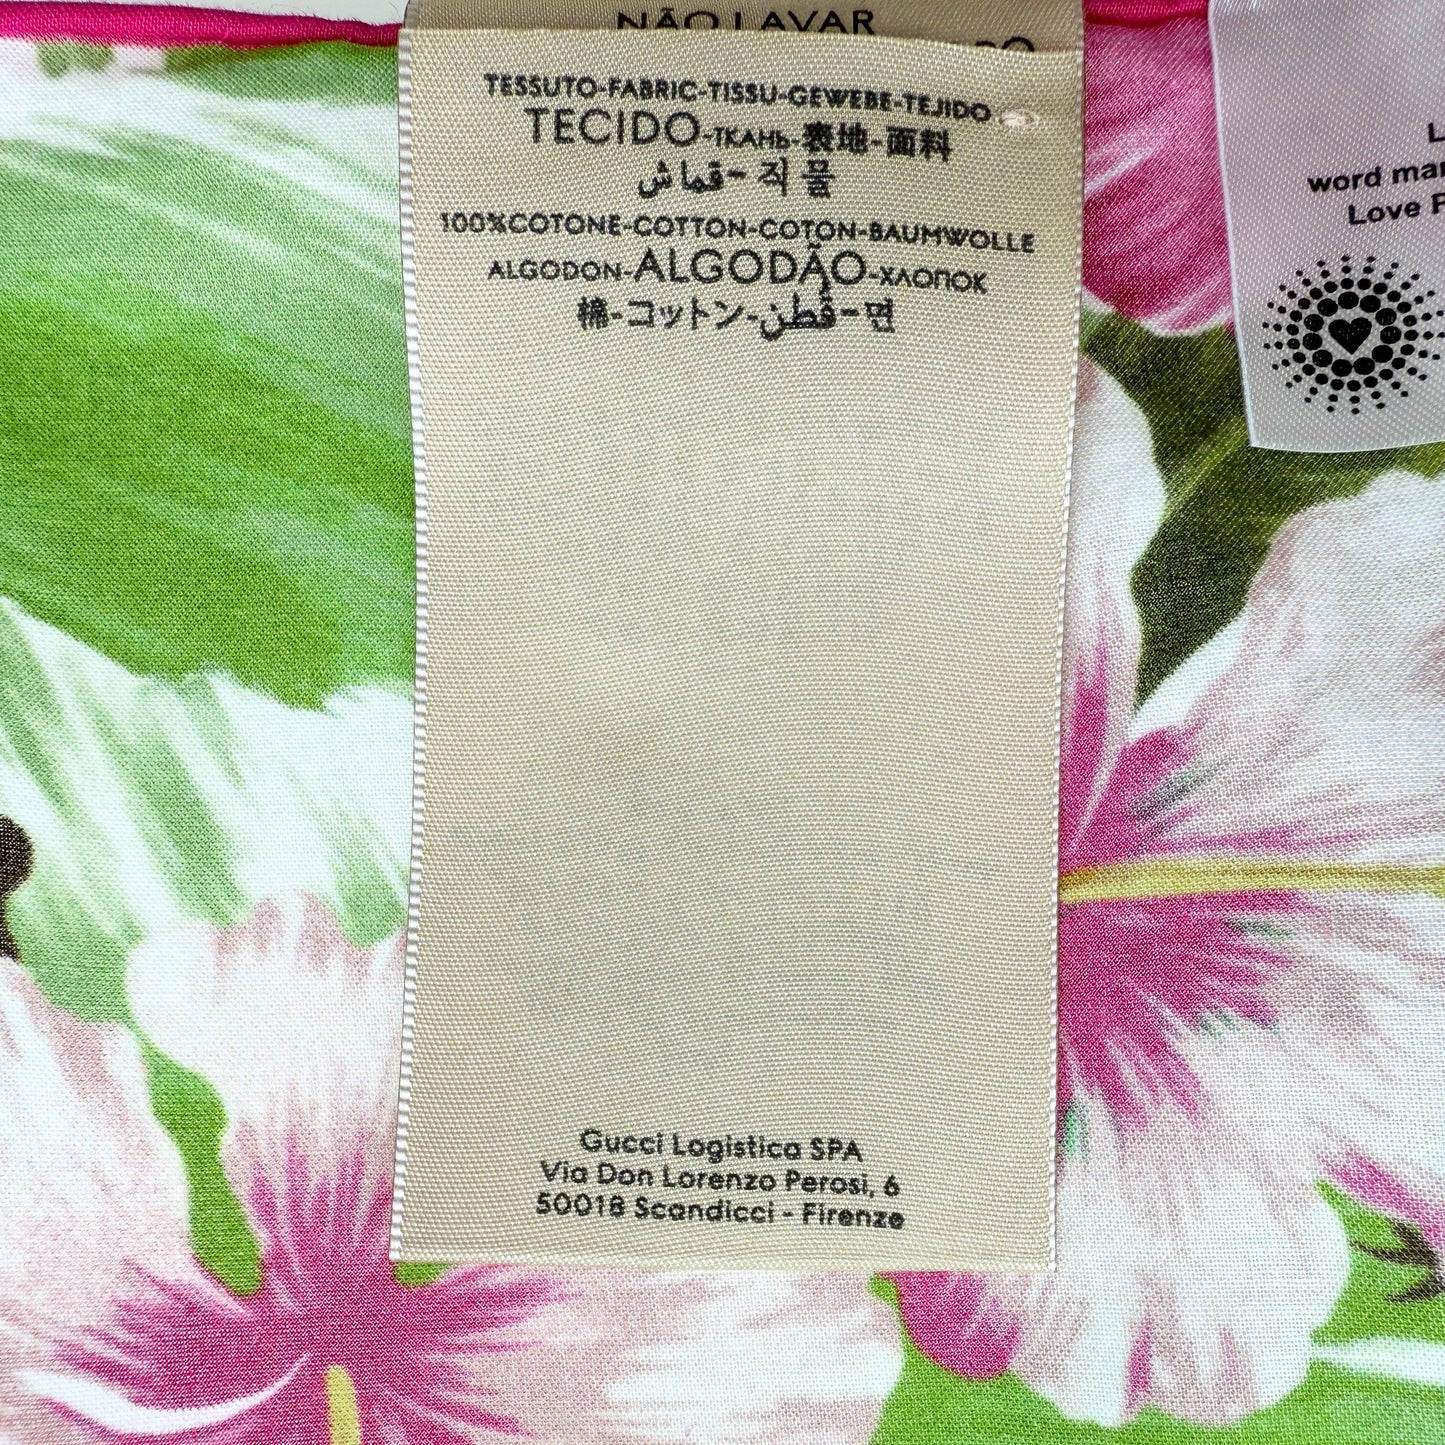 NÃO LAVAR
TESSUTO-FABRIC-TISSU-GEWEBE-TEJIDO
TECIDO-ТКАНЬ-表地-面料
قماش-직물
100%COTONE-COTTON-COTON-BAUMWOLLE
ALGODON-ALGODÃO-ХЛОПОК
棉-コットン-قُطن-면
Gucci Logistica SPA
Via Don Lorenzo Perosi, 6
50018 Scandicci - Firenze
word
Love